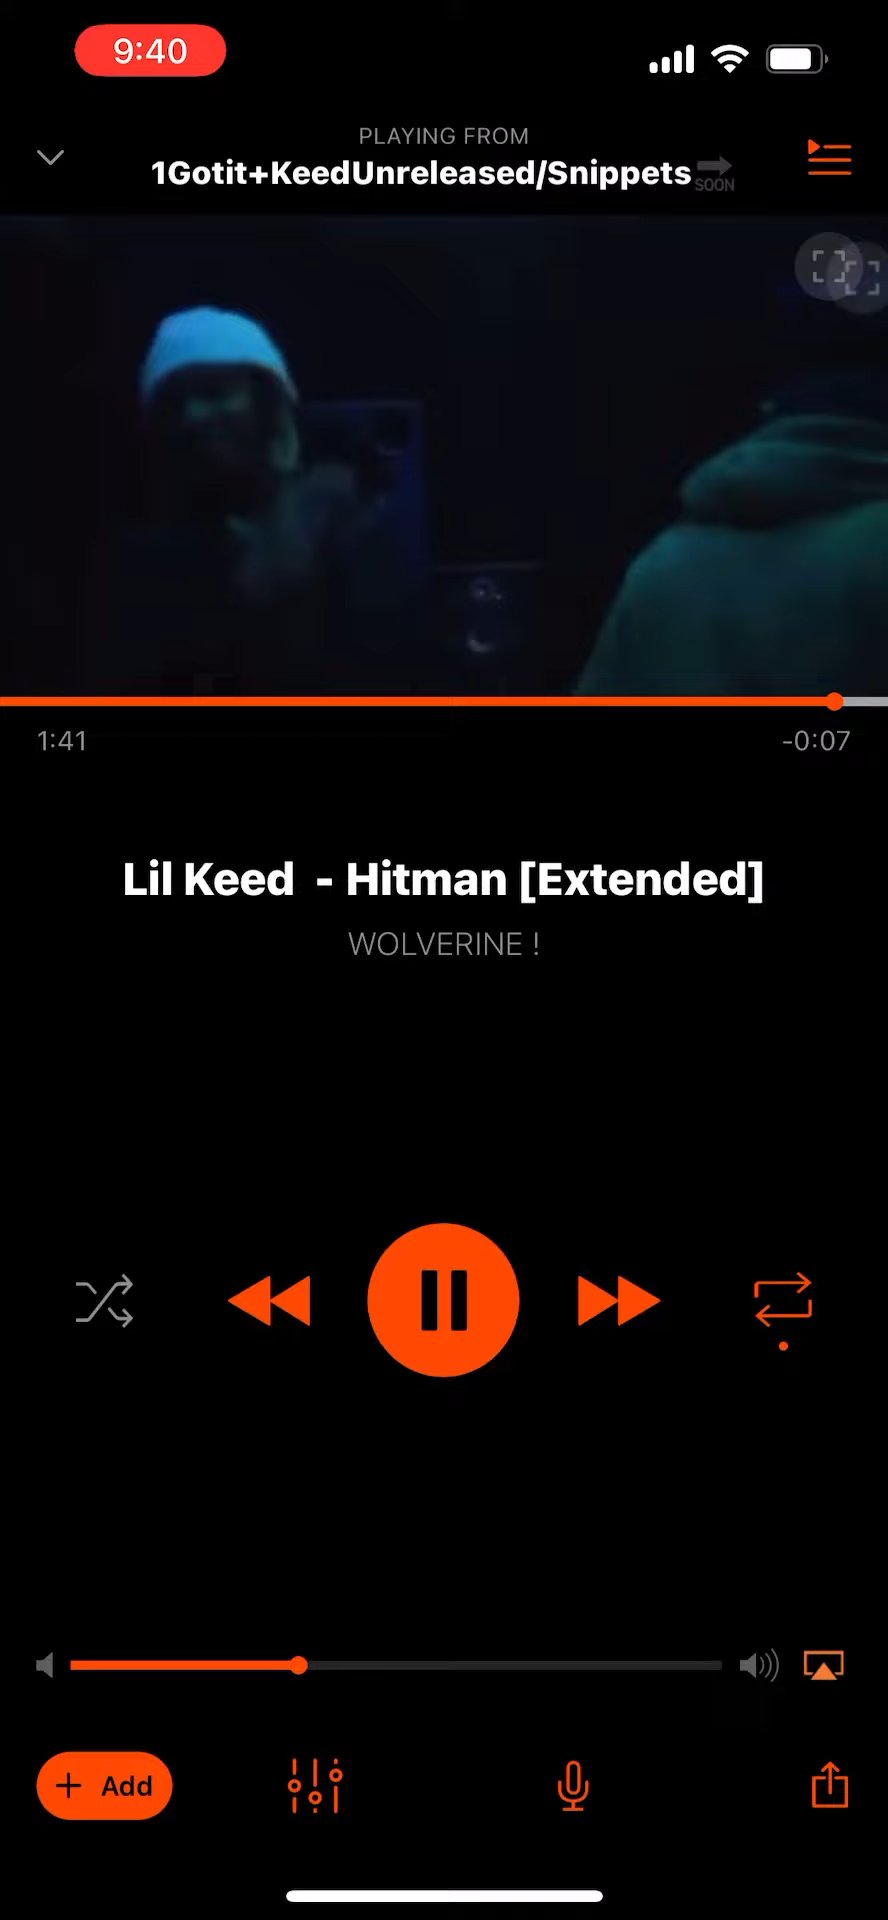 9:40
PLAYING FROM
1Gotit+KeedUnreleased/Snippets
SOON
1:41
-0:07
Lil Keed - Hitman [Extended]
WOLVERINE !
+ Add